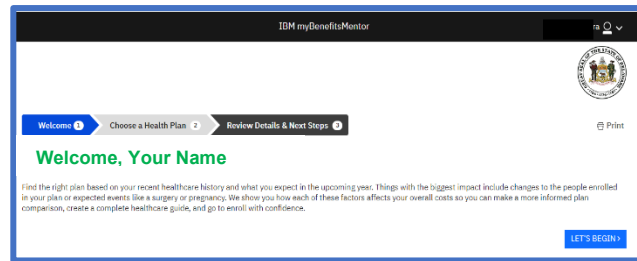 IBM myBenefitsMentor
ra
Welcome 1 Choose a Health Plan 2 Review Details & Next Steps 3 Print
Welcome, Your Name
Find the right plan based on your recent healthcare history and what you expect in the upcoming year. Things with the biggest impact include changes to the people enrolled
in your plan or expected events like a surgery or pregnancy. We show you how each of these factors affects your overall costs so you can make a more informed plan
comparison, create a complete healthcare guide, and go to enroll with confidence.
LET'S BEGIN >